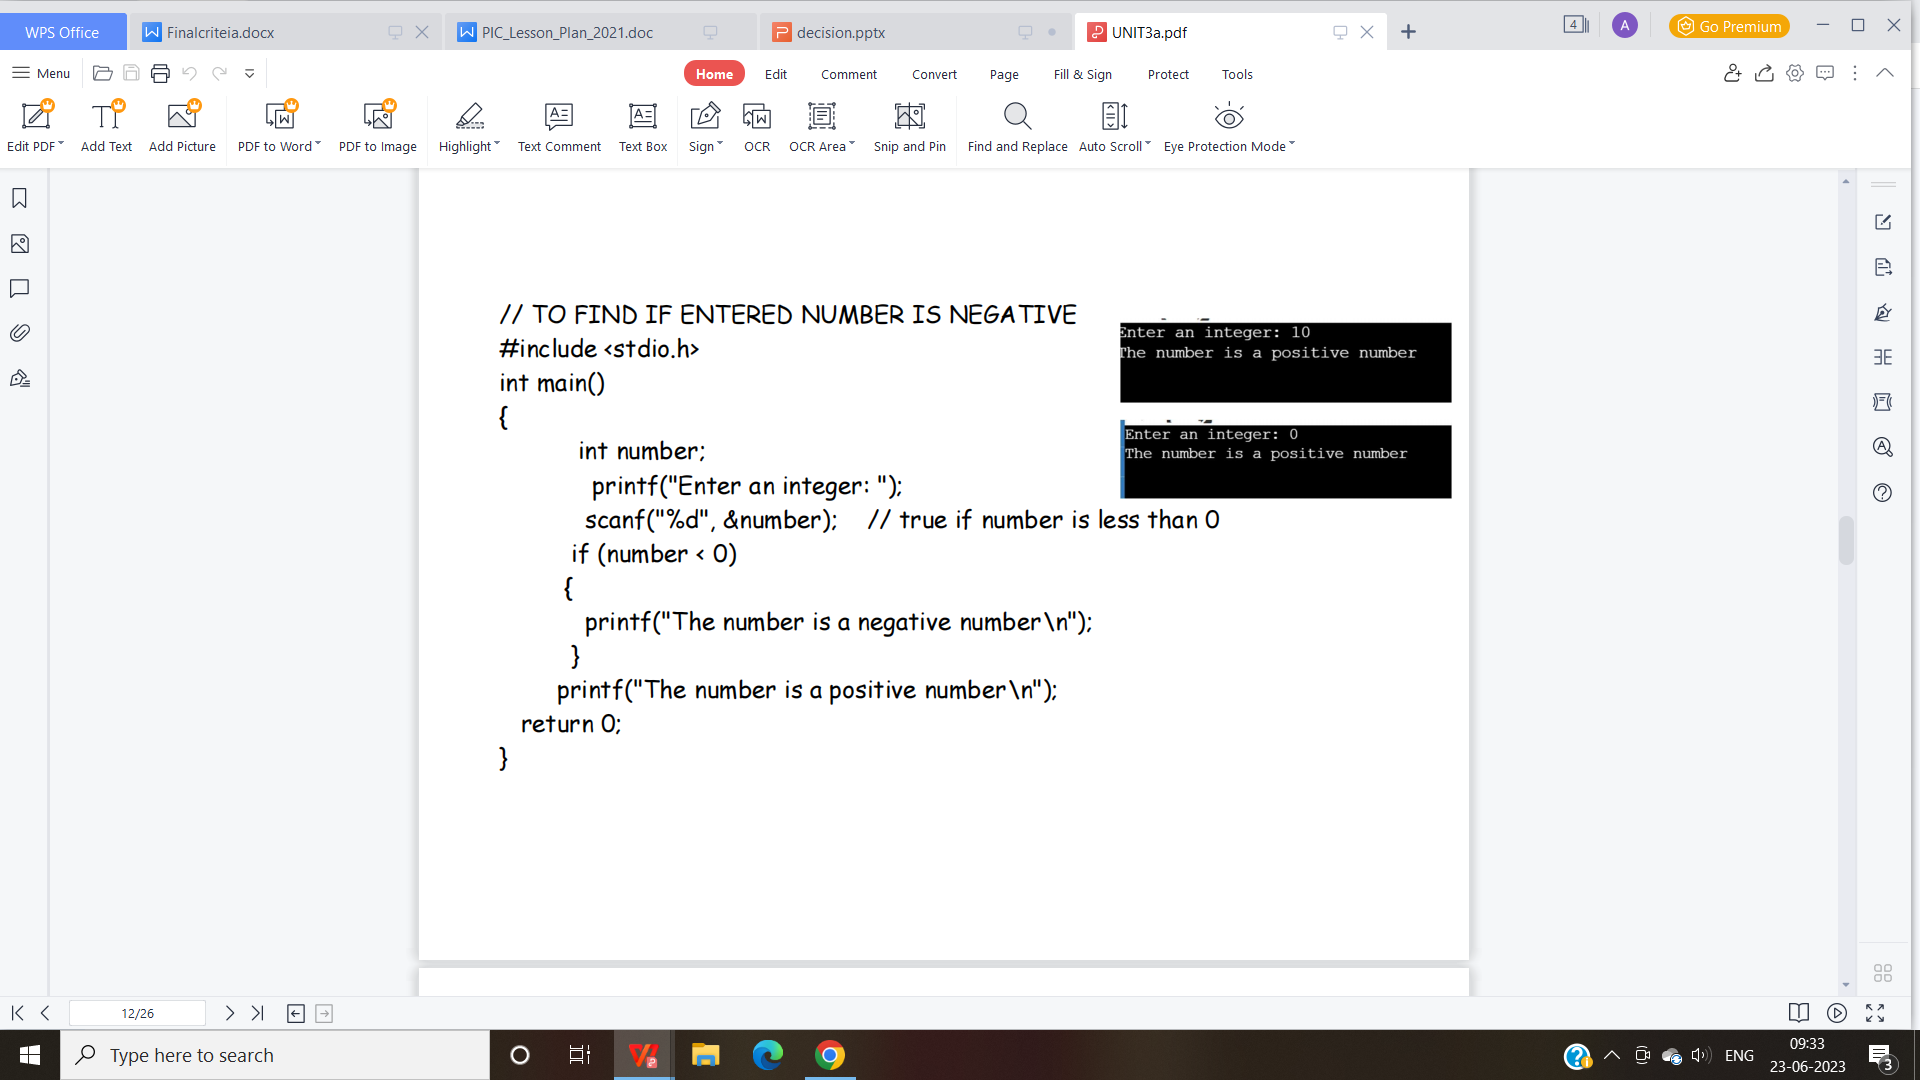 WPS Office
Finalcriteia.docx
PIC_Lesson_Plan_2021.doc
decision.pptx
UNIT3a.pdf
4
A
Go Premium
Menu
Home
Edit
Comment
Convert
Page
Fill & Sign
Protect
Tools
Edit PDF
Add Text
Add Picture
PDF to Word
PDF to Image
Highlight
Text Comment
Text Box
Sign
OCR
OCR Area
Snip and Pin
Find and Replace
Auto Scroll
Eye Protection Mode
// TO FIND IF ENTERED NUMBER IS NEGATIVE
#include <stdio.h>
int main()
{
int number;
printf("Enter an integer: ");
scanf("%d", &number); // true if number is less than 0
if (number < 0)
{
printf("The number is a negative number\n");
}
printf("The number is a positive number\n");
return 0;
}
Enter an integer: 10
The number is a positive number
Enter an integer: 0
The number is a positive number
12/26
Type here to search
ENG
09:33
23-06-2023
3